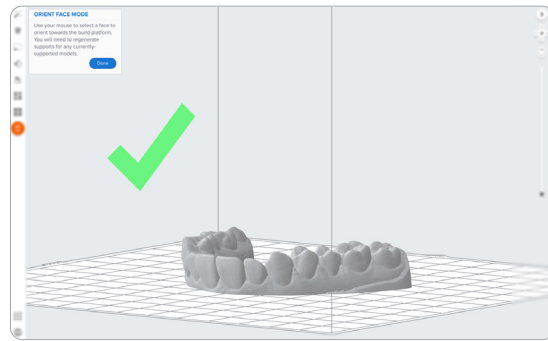 ORIENT FACE MODE
Use your mouse to select a face to
orient towards the build platform.
You will need to regenerate
supports for any currently-
supported models.
Done